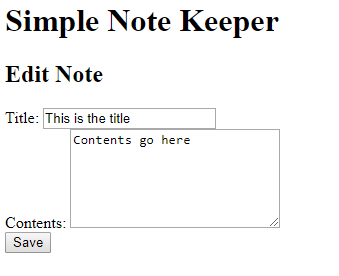 Simple Note Keeper
Edit Note
Title: This is the title
Contents go here
Contents:
Save